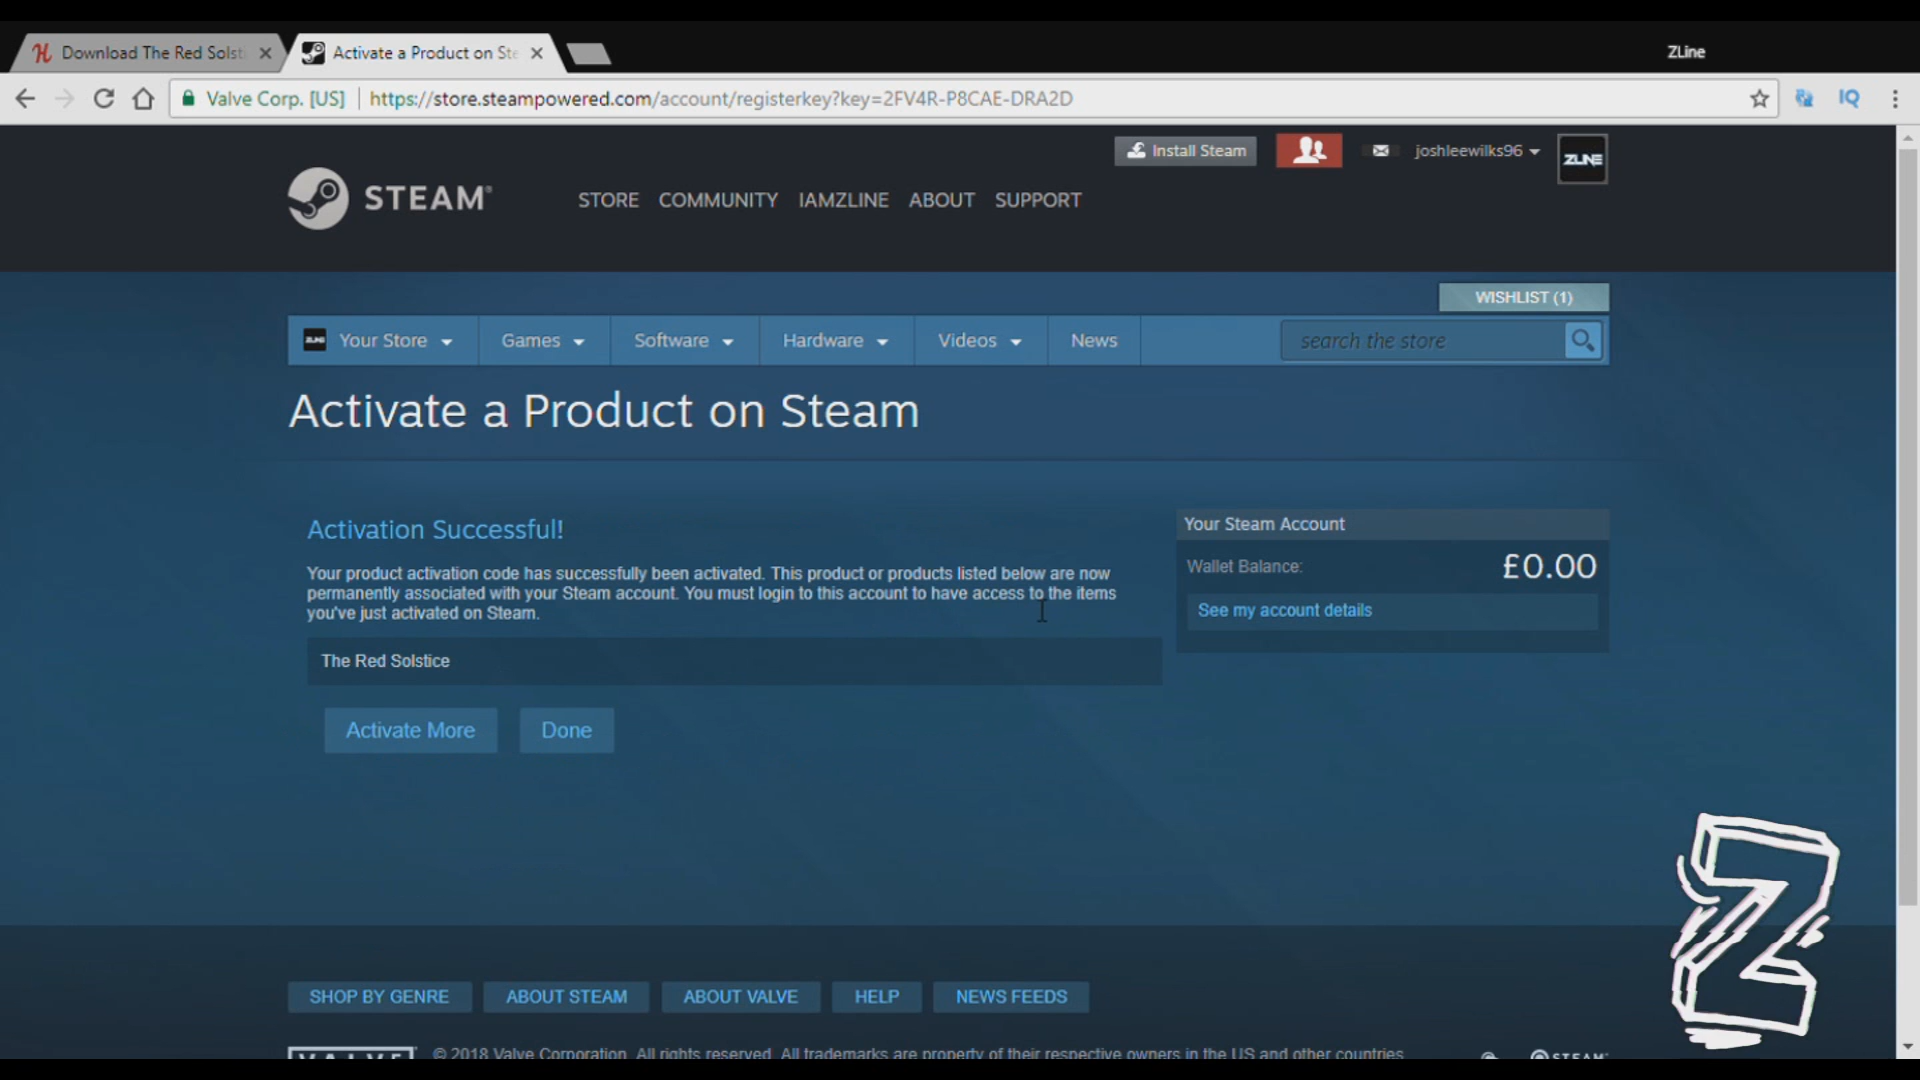 Download The Red Solsti
Activate a Product on Ste
ZLine
Valve Corp. [US]
https://store.steampowered.com/account/registerkey?key=2FV4R-P8CAE-DRA2D
IQ
Install Steam
joshleewilks96
ZLINE
STEAM®
STORE
COMMUNITY
IAMZLINE
ABOUT
SUPPORT
WISHLIST (1)
Your Store
Games
Software
Hardware
Videos
News
search the store
Activate a Product on Steam
Activation Successful!
Your product activation code has successfully been activated. This product or products listed below are now
permanently associated with your Steam account. You must login to this account to have access to the items
you've just activated on Steam.
The Red Solstice
Activate More
Done
Your Steam Account
Wallet Balance:
£0.00
See my account details
Z
SHOP BY GENRE
ABOUT STEAM
ABOUT VALVE
HELP
NEWS FEEDS
VALVE
© 2018 Valve Corporation. All rights reserved. All trademarks are property of their respective owners in the US and other countries.
STEAM